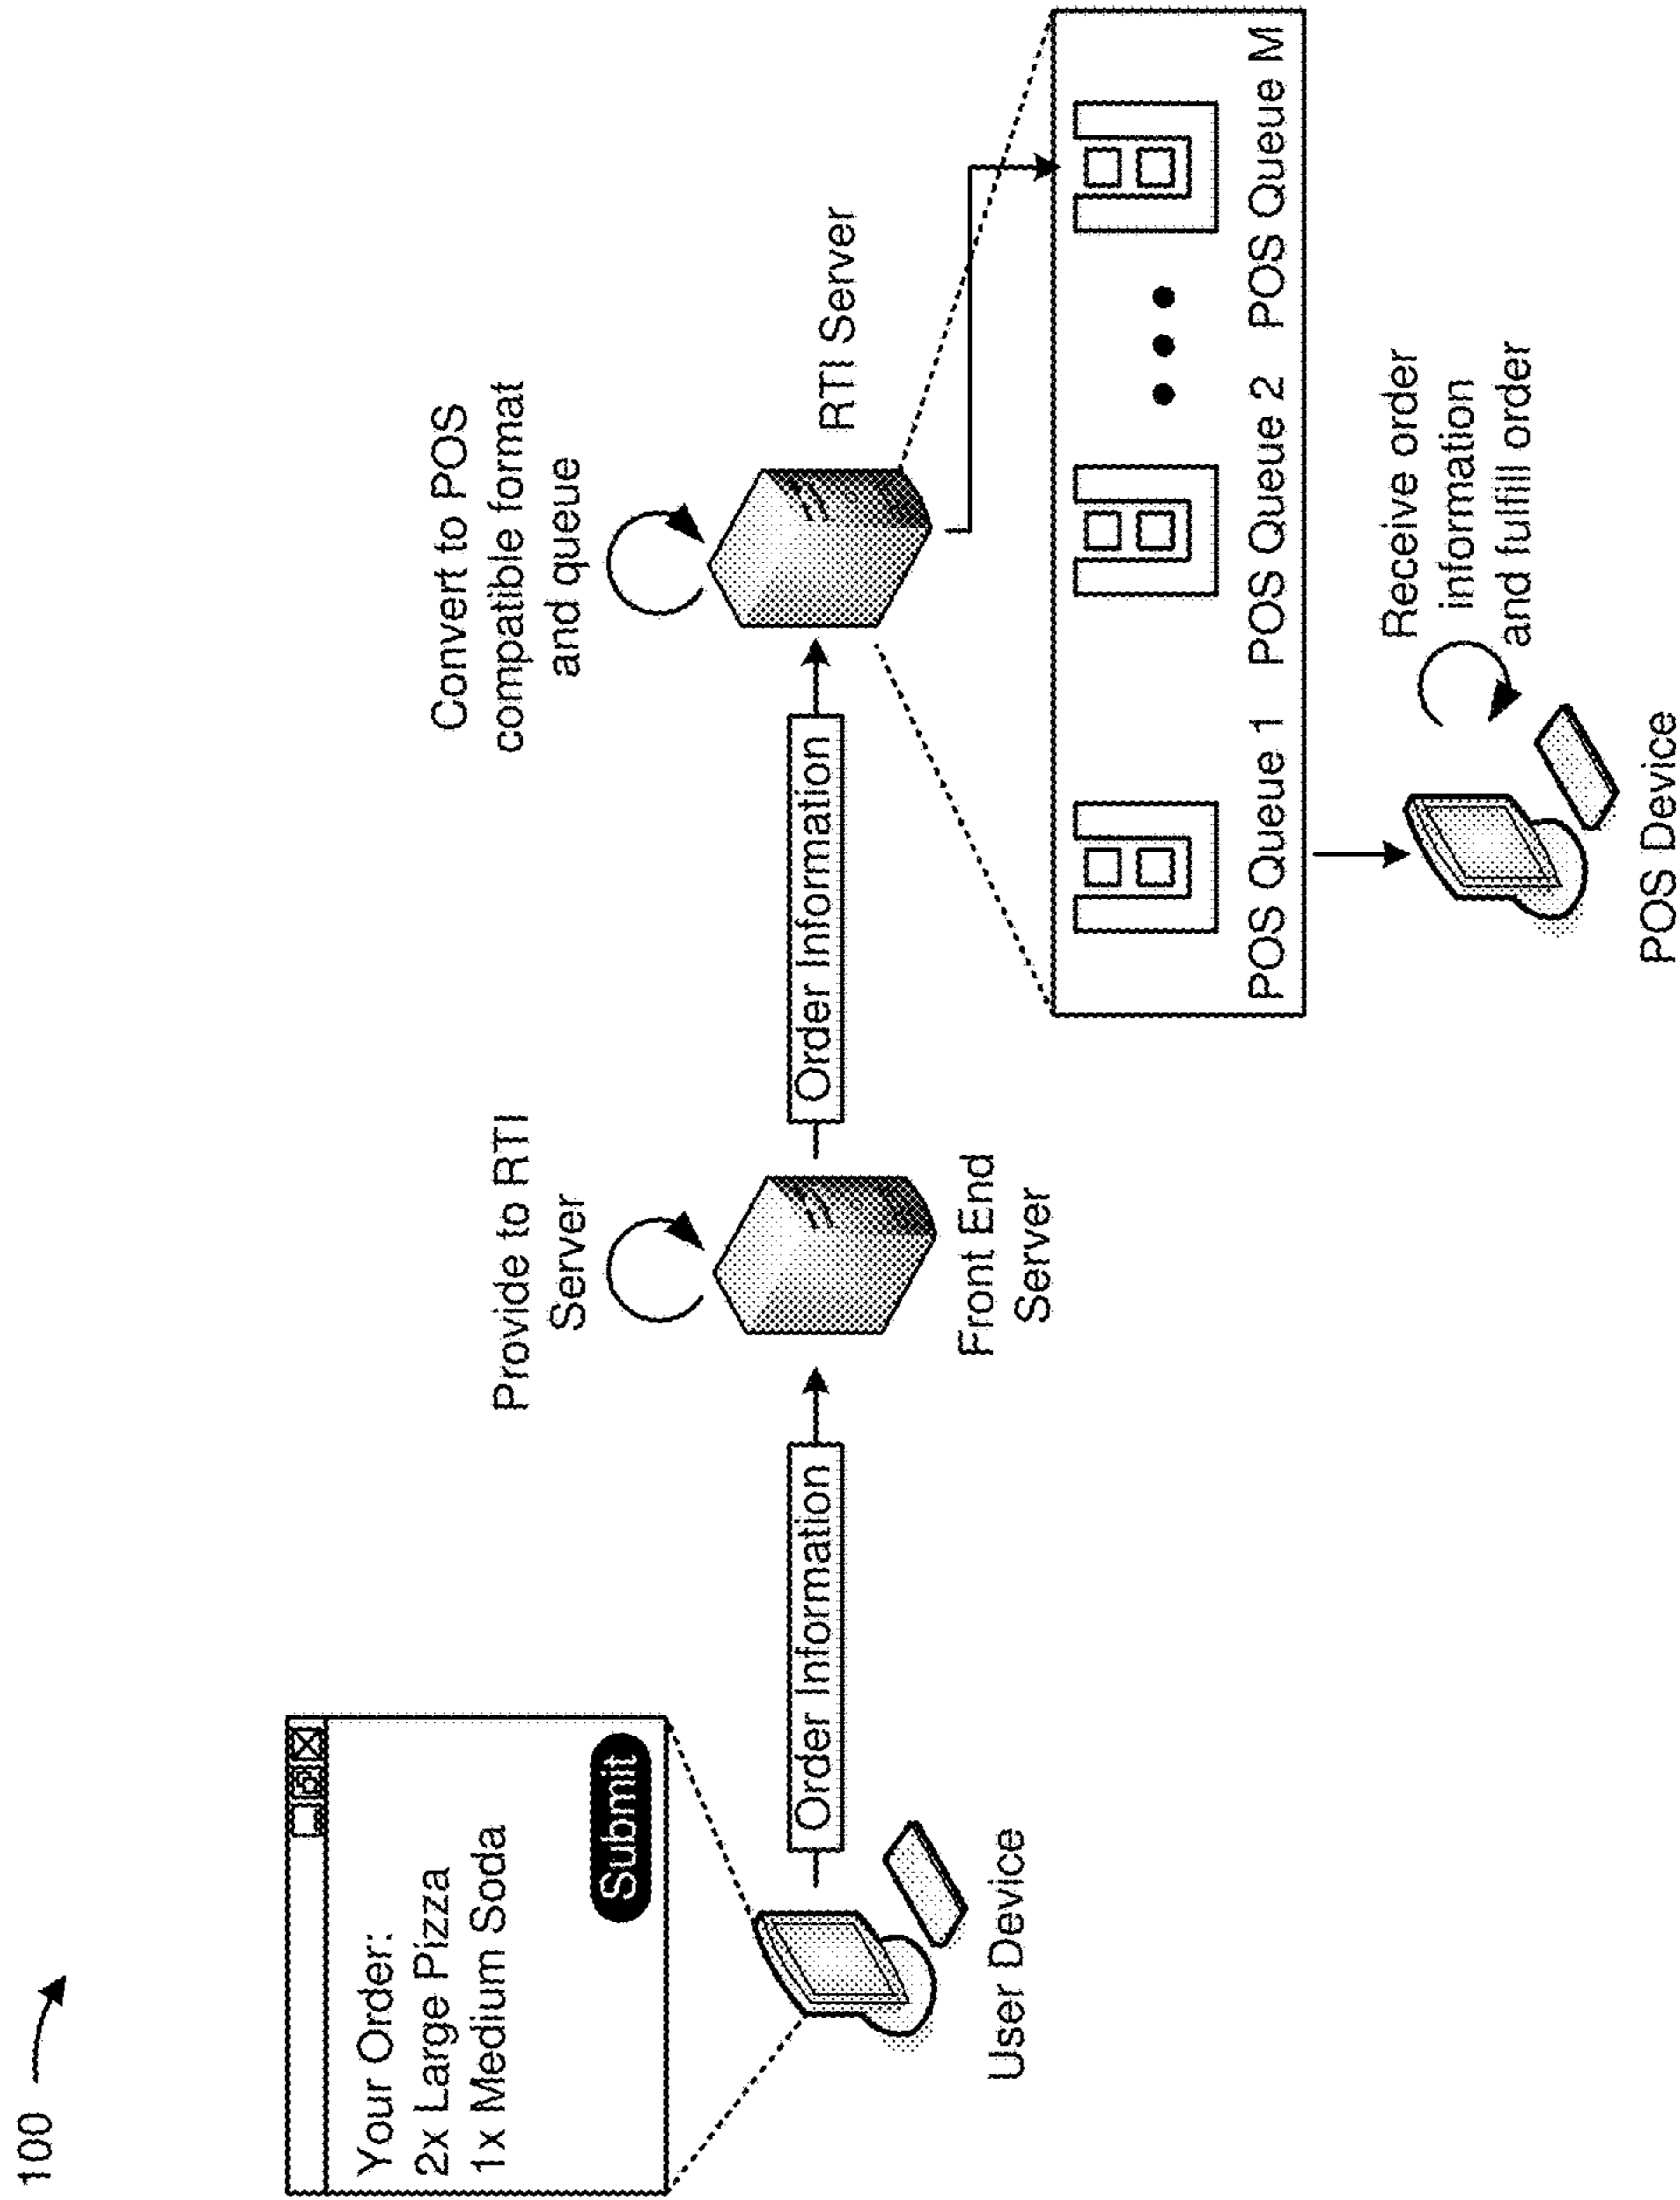 100
Your Order:
2x Large Pizza
1x Medium Soda
Submit
User Device
Order Information
Provide to RTI
Server
Front End
Server
Order Information
Convert to POS
compatible format
and queue
RTI Server
POS Queue 1 POS Queue 2 POS Queue M
Receive order
information
and fulfill order
POS Device